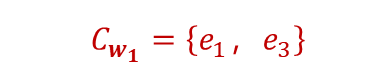 C_{w_1} = {e_1, e_3}